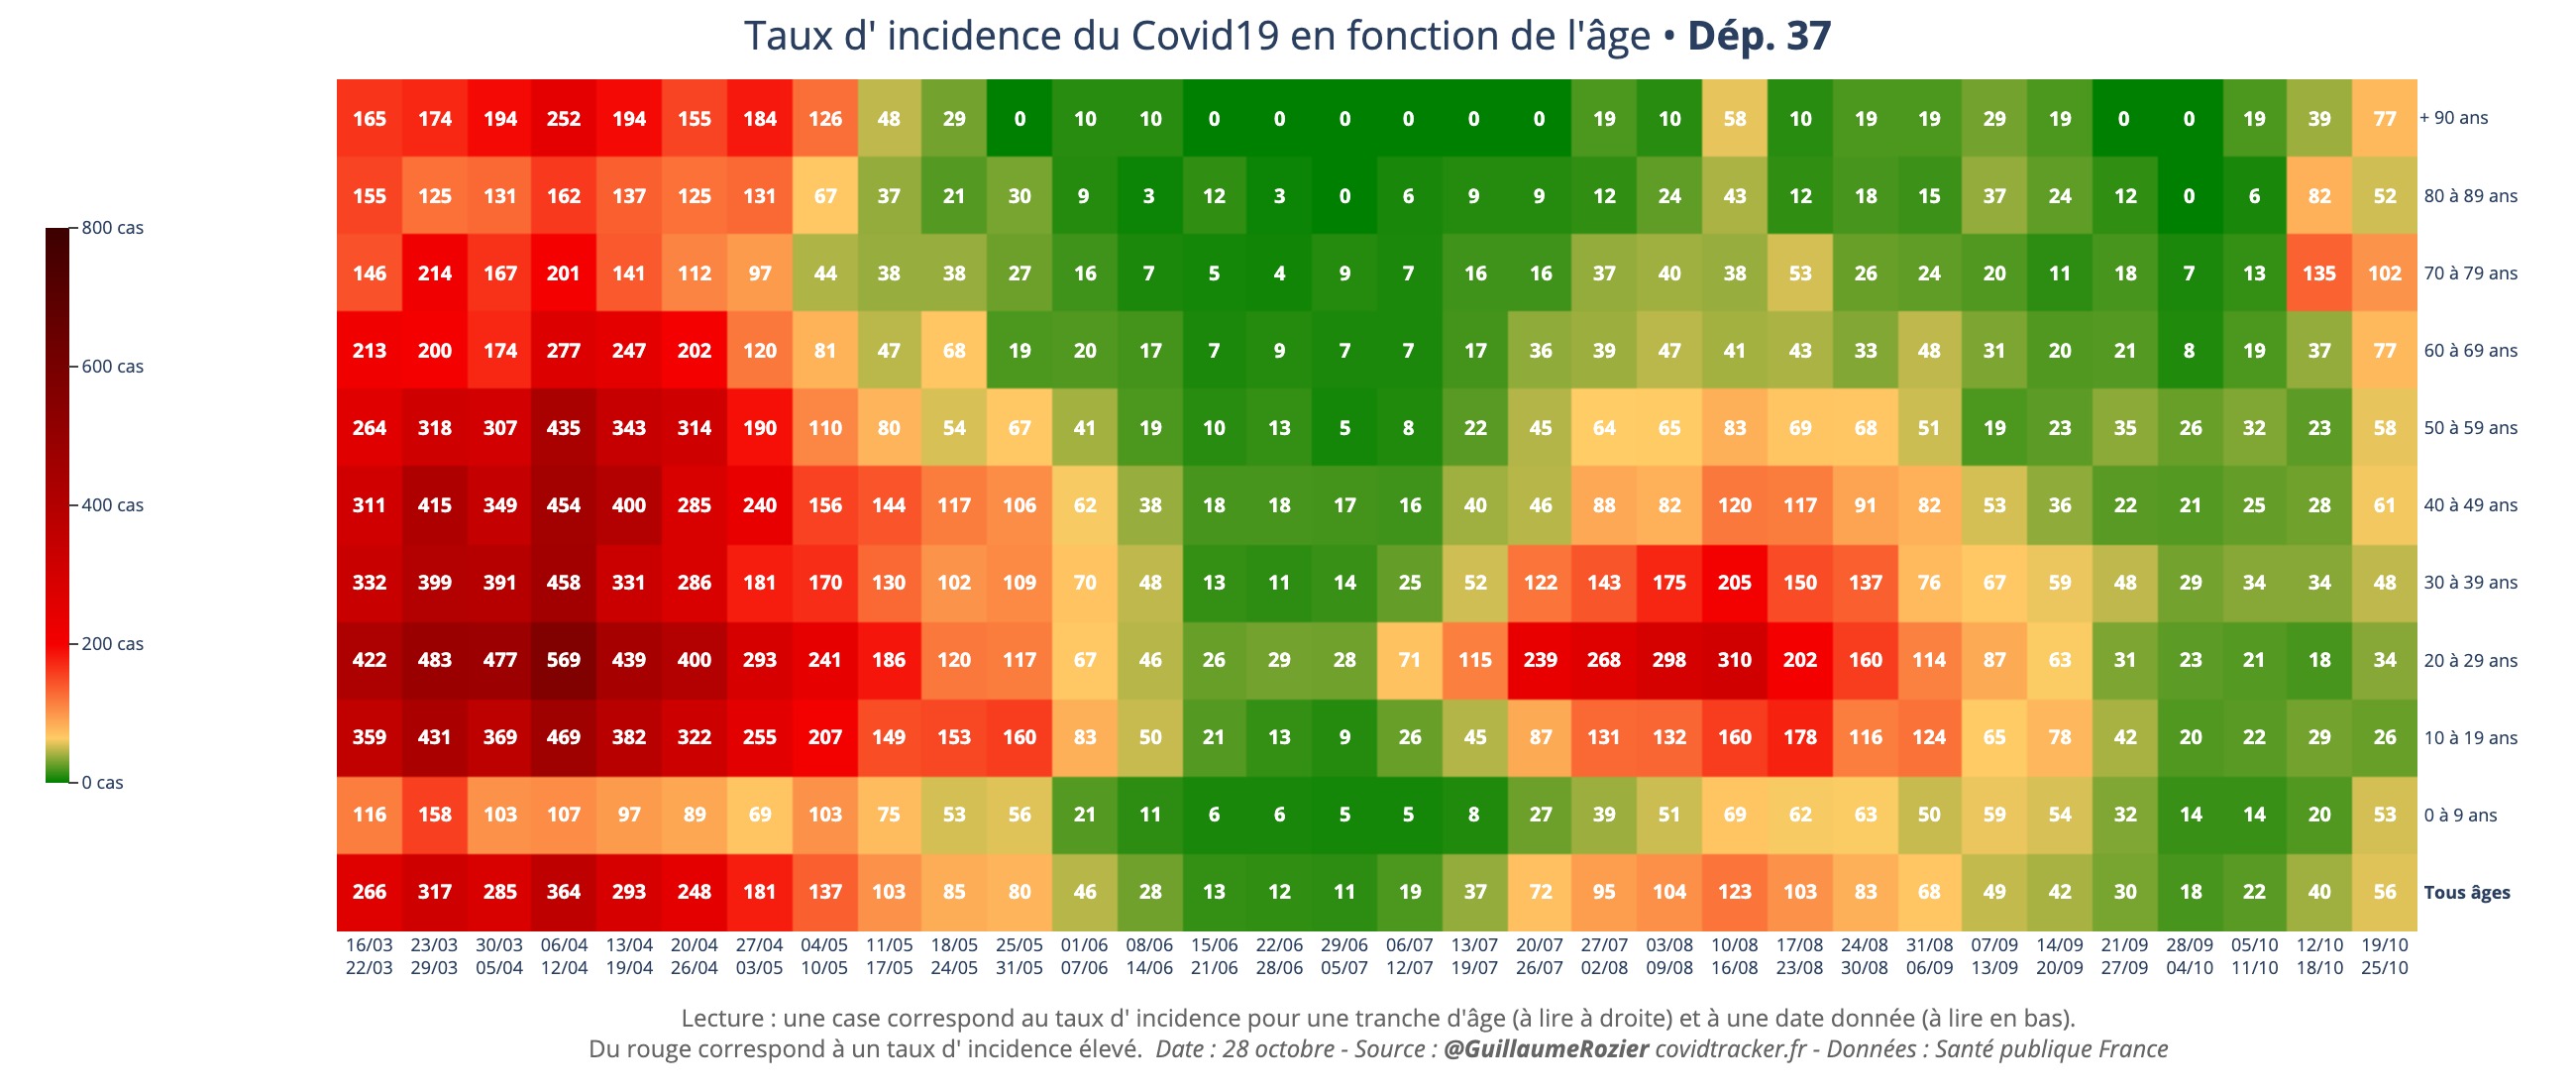 Taux d' incidence du Covid19 en fonction de l'âge • Dép. 37
800 cas
600 cas
400 cas
200 cas
0 cas
165 174 194 252 194 155 184 126 48 29 0 10 10 0 0 0 0 0 0 19 10 58 10 19 19 29 19 0 0 19 39 77 + 90 ans
155 125 131 162 137 125 131 67 37 21 30 9 3 12 3 0 6 9 9 12 24 43 12 18 15 37 24 12 0 6 82 52 80 à 89 ans
146 214 167 201 141 112 97 44 38 38 27 16 7 5 4 9 7 16 16 37 40 38 53 26 24 20 11 18 7 13 135 102 70 à 79 ans
213 200 174 277 247 202 120 81 47 68 19 20 17 7 9 7 7 17 36 39 47 41 43 33 48 31 20 21 8 19 37 77 60 à 69 ans
264 318 307 435 343 314 190 110 80 54 67 41 19 10 13 5 8 22 45 64 65 83 69 68 51 19 23 35 26 32 23 58 50 à 59 ans
311 415 349 454 400 285 240 156 144 117 106 62 38 18 18 17 16 40 46 88 82 120 117 91 82 53 36 22 21 25 28 61 40 à 49 ans
332 399 391 458 331 286 181 170 130 102 109 70 48 13 11 14 25 52 122 143 175 205 150 137 76 67 59 48 29 34 34 48 30 à 39 ans
422 483 477 569 439 400 293 241 186 120 117 67 46 26 29 28 71 115 239 268 298 310 202 160 114 87 63 31 23 21 18 34 20 à 29 ans
359 431 369 469 382 322 255 207 149 153 160 83 50 21 13 9 26 45 87 131 132 160 178 116 124 65 78 42 20 22 29 26 10 à 19 ans
116 158 103 107 97 89 69 103 75 53 56 21 11 6 6 5 5 8 27 39 51 69 62 63 50 59 54 32 14 14 20 53 0 à 9 ans
266 317 285 364 293 248 181 137 103 85 80 46 28 13 12 11 19 37 72 95 104 123 103 83 68 49 42 30 18 22 40 56 Tous âges
16/03 23/03 30/03 06/04 13/04 20/04 27/04 04/05 11/05 18/05 25/05 01/06 08/06 15/06 22/06 29/06 06/07 13/07 20/07 27/07 03/08 10/08 17/08 24/08 31/08 07/09 14/09 21/09 28/09 05/10 12/10 19/10
22/03 29/03 05/04 12/04 19/04 26/04 03/05 10/05 17/05 24/05 31/05 07/06 14/06 21/06 28/06 05/07 12/07 19/07 26/07 02/08 09/08 16/08 23/08 30/08 06/09 13/09 20/09 27/09 04/10 11/10 18/10 25/10
Lecture : une case correspond au taux d' incidence pour une tranche d'âge (à lire à droite) et à une date donnée (à lire en bas).
Du rouge correspond à un taux d' incidence élevé. Date : 28 octobre - Source : @GuillaumeRozier covidtracker.fr - Données : Santé publique France